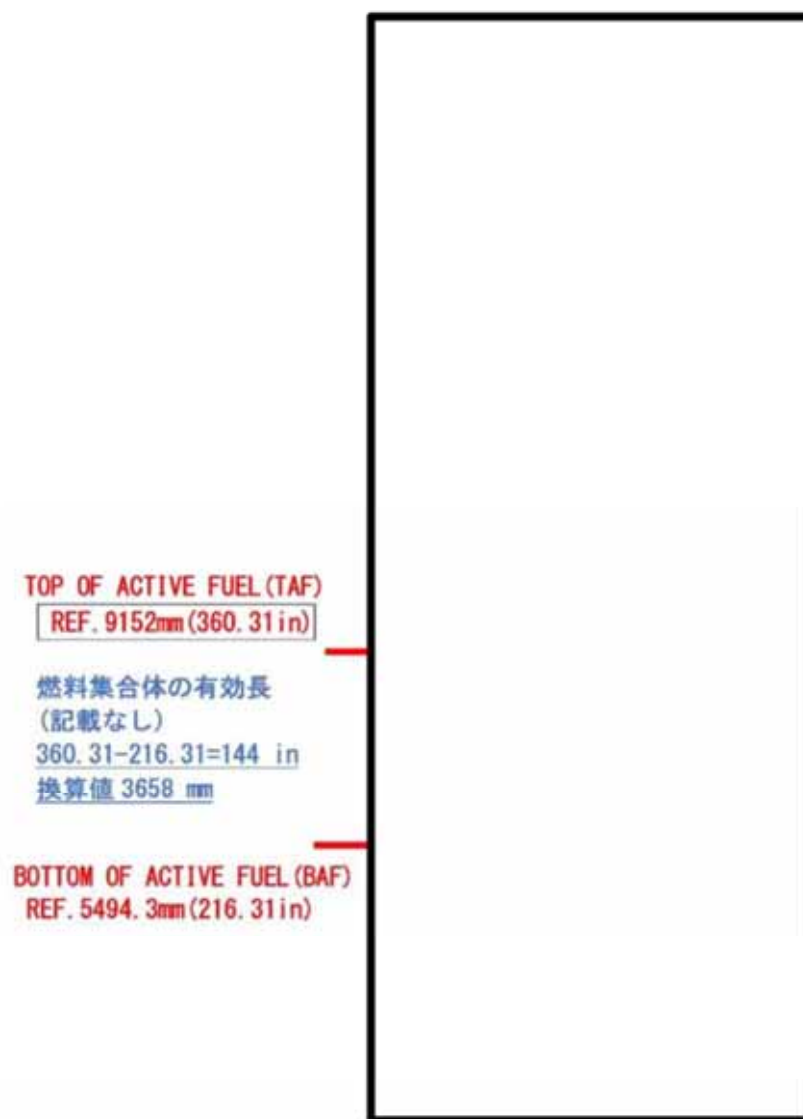 TOP OF ACTIVE FUEL(TAF)
REF.9152mm(360.31in)
燃料集合体の有効長
(記載なし)
360.31-216.31=144 in
換算値 3658 mm
BOTTOM OF ACTIVE FUEL(BAF)
REF.5494.3mm(216.31in)